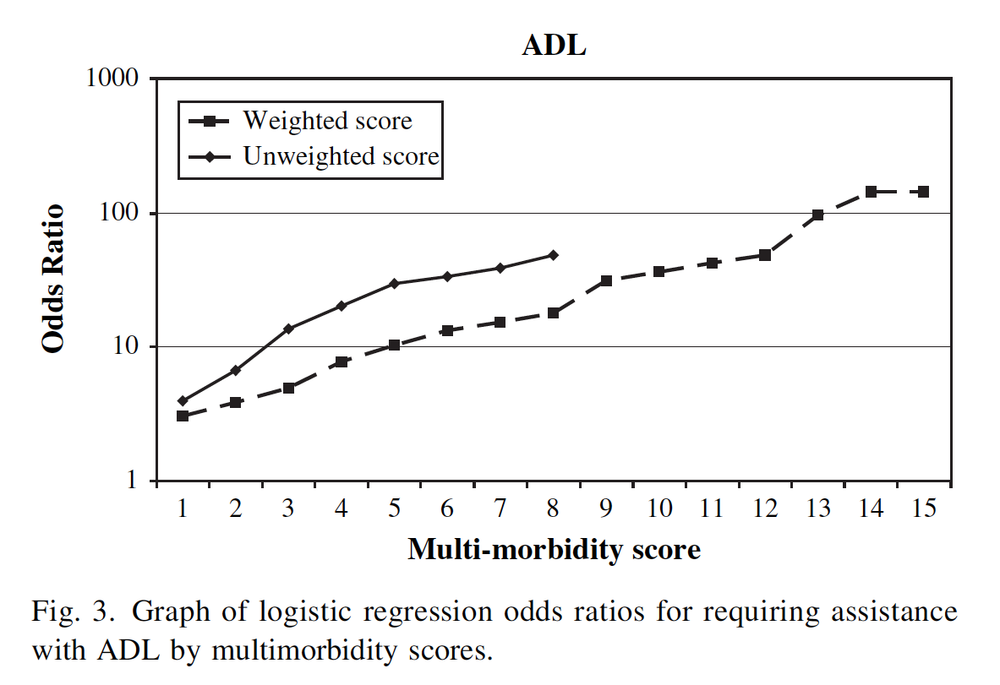 ADL
1000
Weighted score
Unweighted score
100
10
1
Odds Ratio
1 2 3 4 5 6 7 8 9 10 11 12 13 14 15
Multi-morbidity score
Fig. 3. Graph of logistic regression odds ratios for requiring assistance
with ADL by multimorbidity scores.